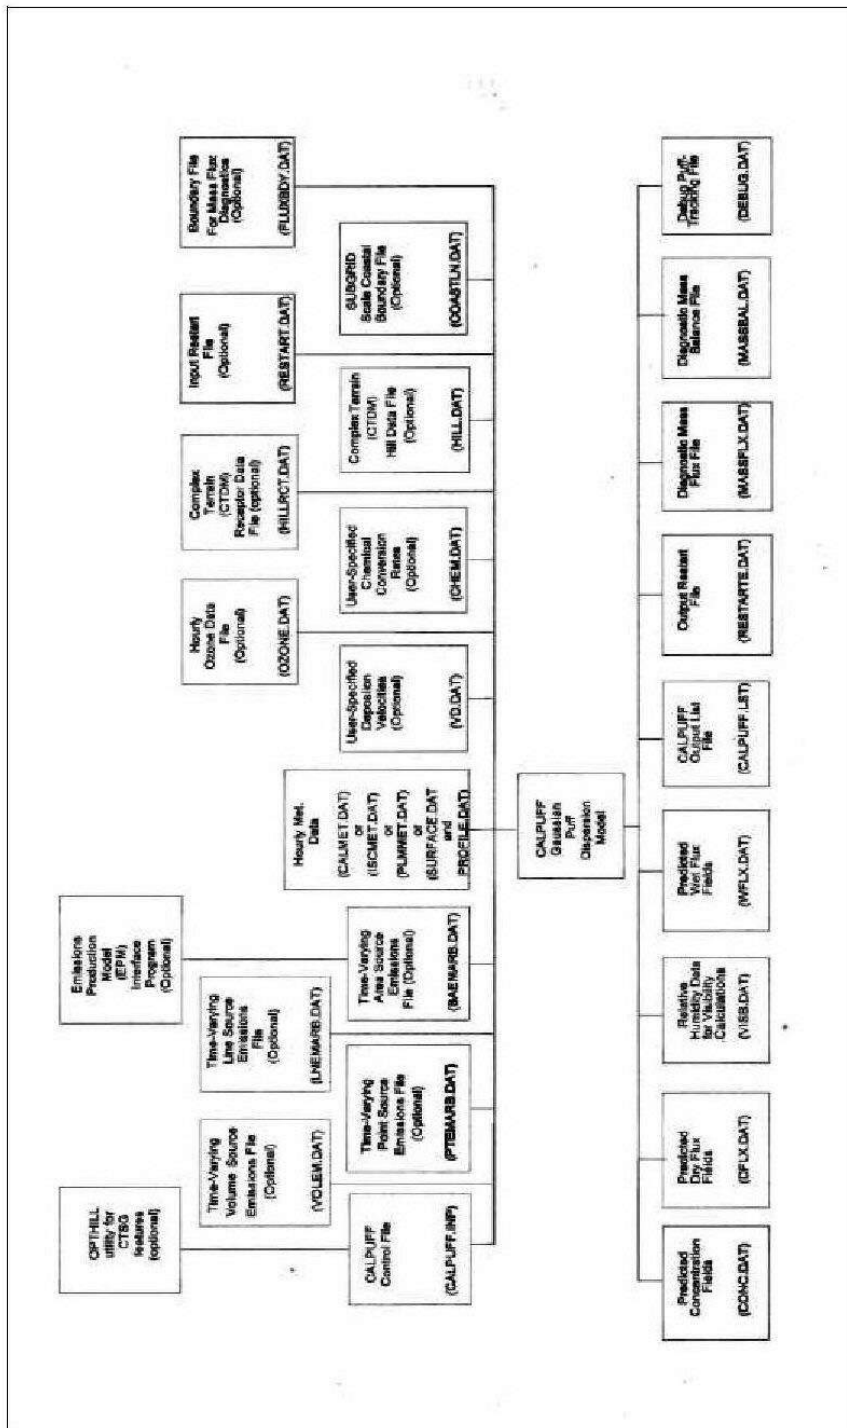 OPTHILL
utility for
CTSG
features
(optional)
Emissions
Production
Model
(EPM)
Interface
Program
(Optional)
Time-Varying
Volume Source
Emissions File
(Optional)
(VOLEM.DAT)
Time-Varying
Line Source
Emissions
File
(Optional)
(LNEMARB.DAT)
Hourly
Ozone Data
File
(Optional)
(OZONE.DAT)
Complex
Terrain
(CTDM)
Receptor Data
File (optional)
(HILLRCT.DAT)
Input Restart
File
(Optional)
(RESTART.DAT)
Boundary File
For Mass Flux
Diagnostics
(Optional)
(FLUXBDY.DAT)
CALPUFF
Control File
(CALPUFF.INP)
Time-Varying
Point Source
Emissions File
(Optional)
(PTEMARB.DAT)
Time-Varying
Area Source
Emissions
File (Optional)
(BAEMARB.DAT)
Hourly Met.
Data
(CALMET.DAT)
or
(ISCMET.DAT)
or
(PLMMET.DAT)
or
(SURFACE.DAT
and
PROFILE.DAT)
User-Specified
Deposition
Velocities
(Optional)
(VD.DAT)
User-Specified
Chemical
Conversion
Rates
(Optional)
(CHEM.DAT)
Complex Terrain
(CTDM)
Hill Data File
(Optional)
(HILL.DAT)
SUBGRID
Scale Coastal
Boundary File
(Optional)
(COASTLN.DAT)
CALPUFF
Gaussian
Puff
Dispersion
Model
Predicted
Concentration
Fields
(CONC.DAT)
Predicted
Dry Flux
Fields
(DFLX.DAT)
Relative
Humidity Data
for Visibility
Calculations
(VISB.DAT)
Predicted
Wet Flux
Fields
(WFLX.DAT)
CALPUFF
Output List
File
(CALPUFF.LST)
Output Restart
File
(RESTARTE.DAT)
Diagnostic Mass
Flux File
(MASSFLX.DAT)
Diagnostic Mass
Balance File
(MASSBAL.DAT)
Debug Puff-
Tracking File
(DEBUG.DAT)